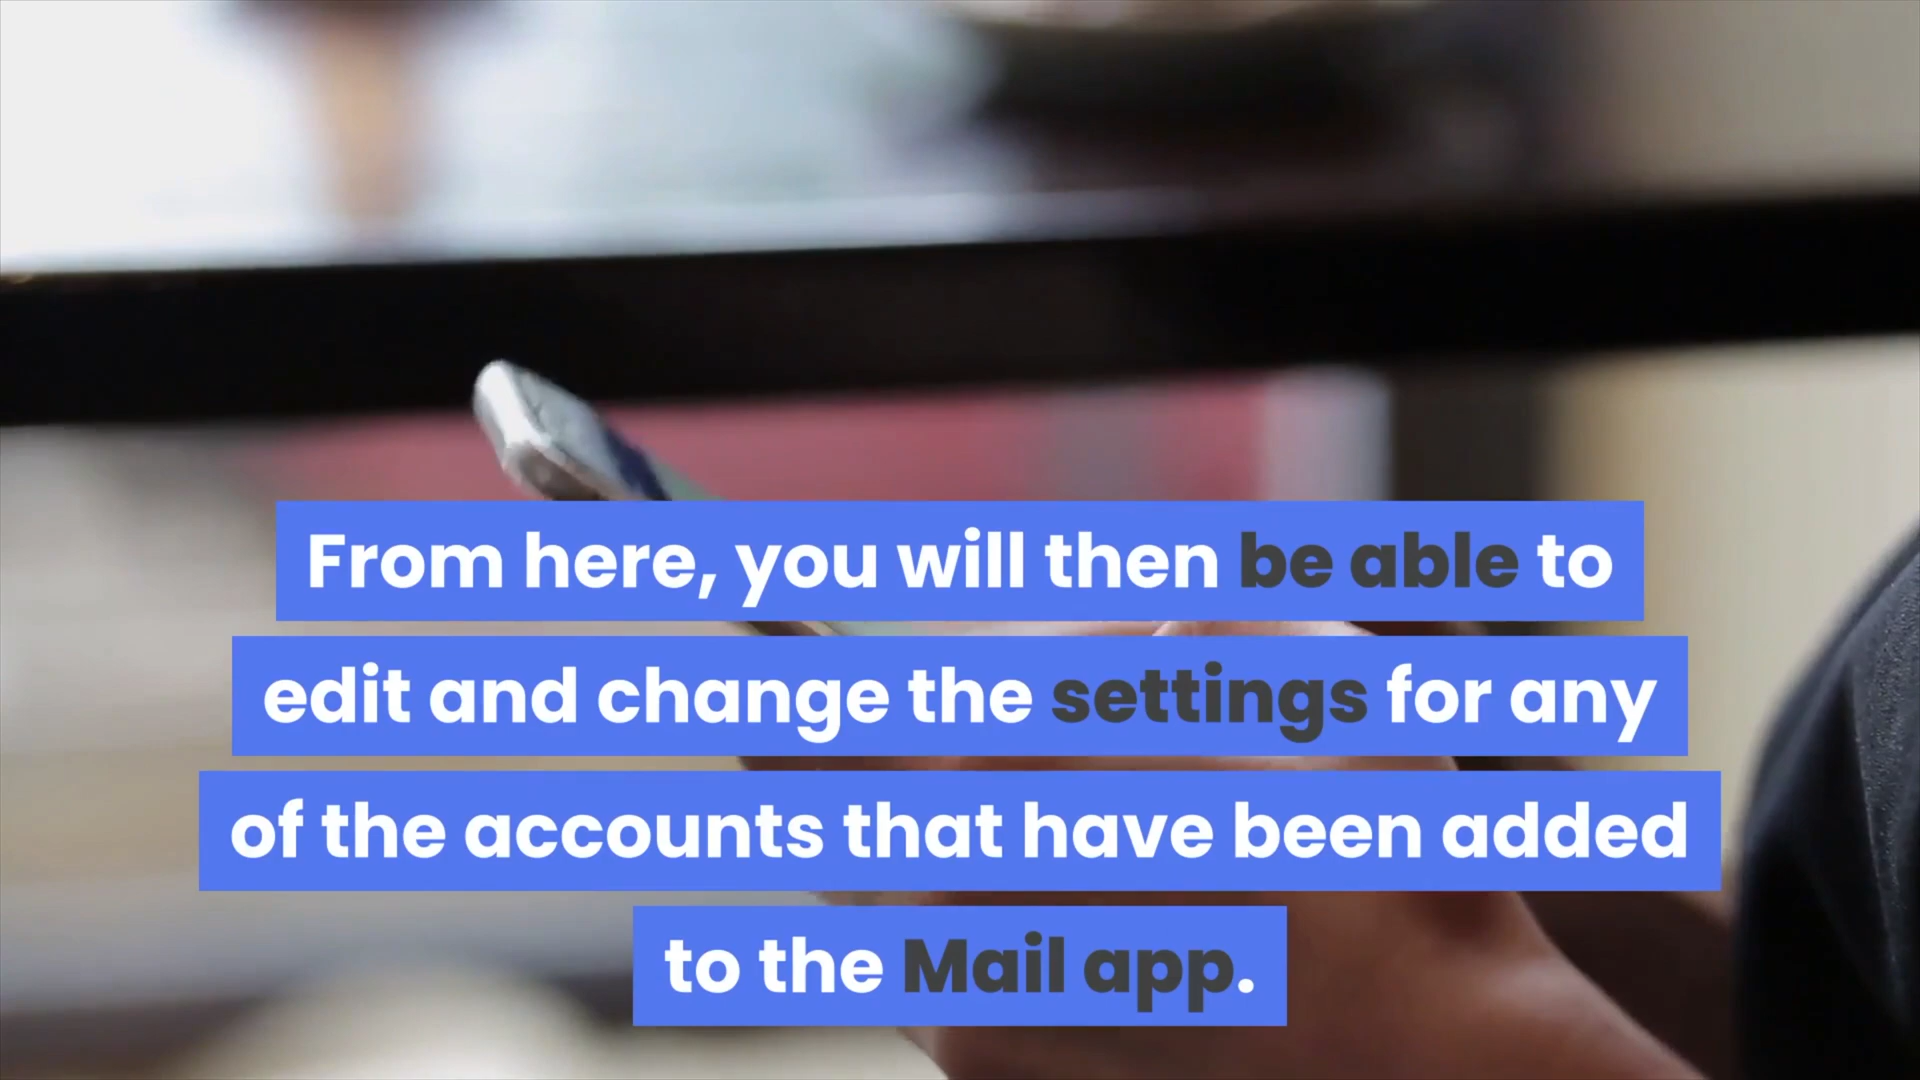 From here, you will then be able to
edit and change the settings for any
of the accounts that have been added
to the Mail app.